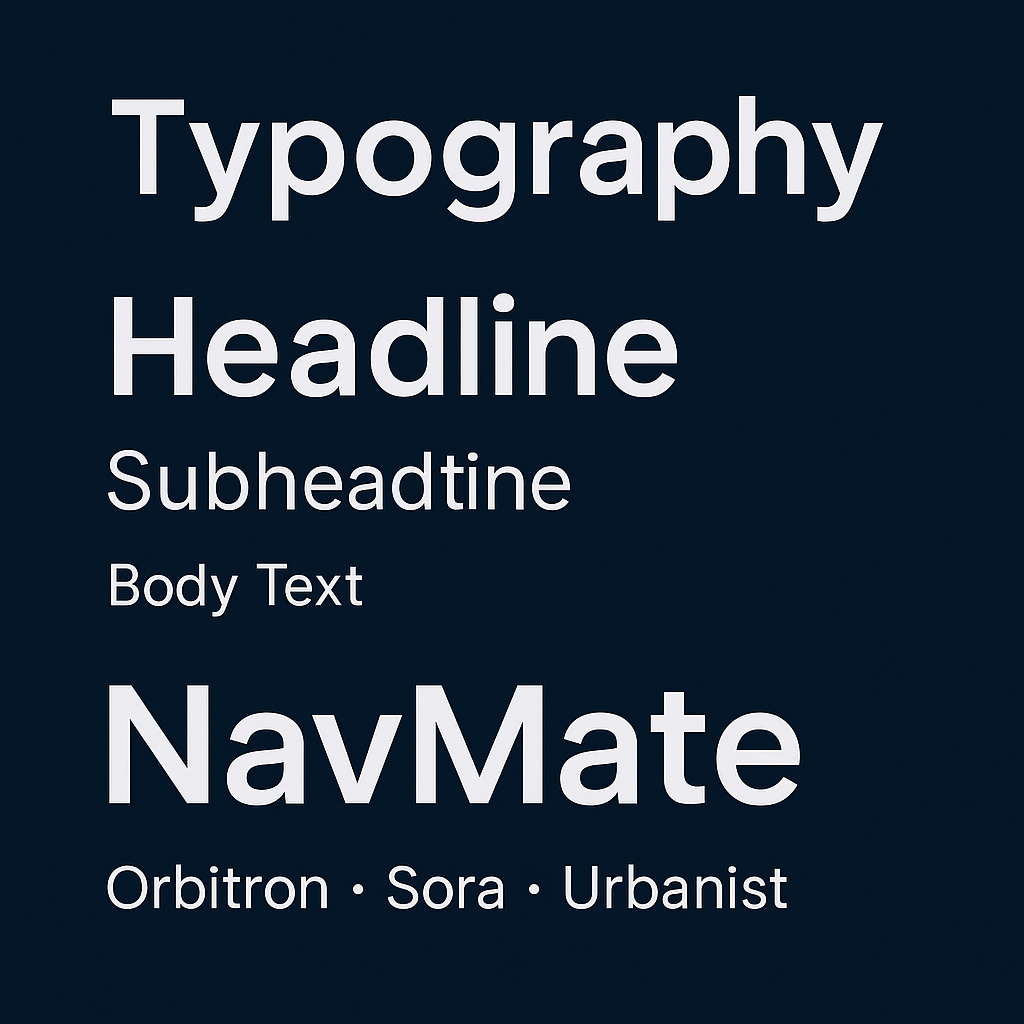 Typography
Headline
Subheadtine
Body Text
NavMate
Orbitron · Sora · Urbanist